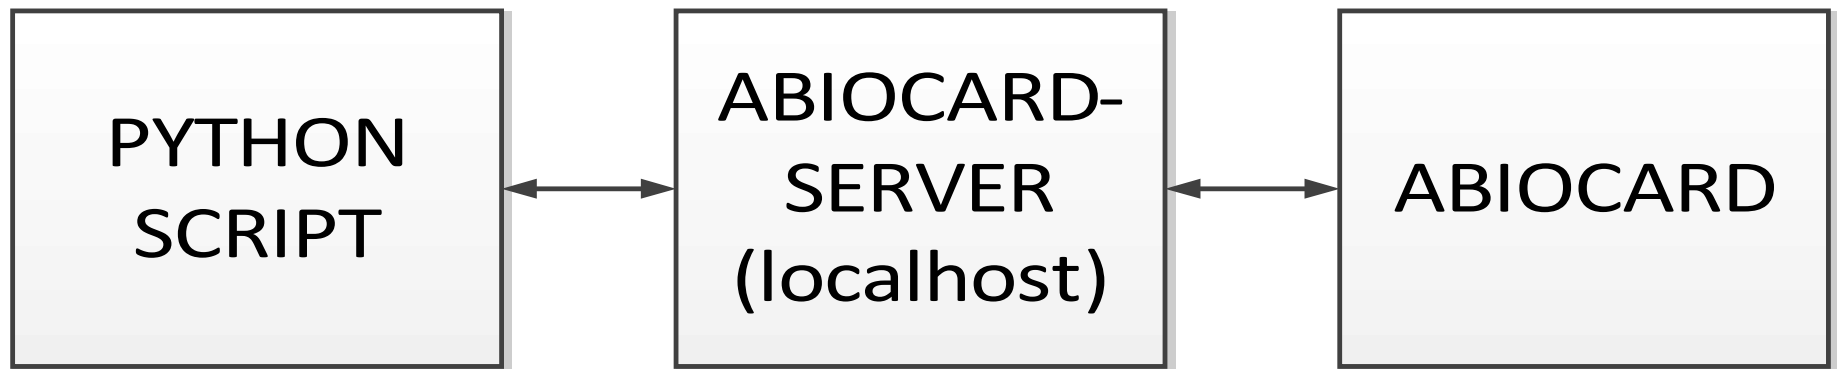 PYTHON
SCRIPT
ABIOCARD-
SERVER
(localhost)
ABIOCARD